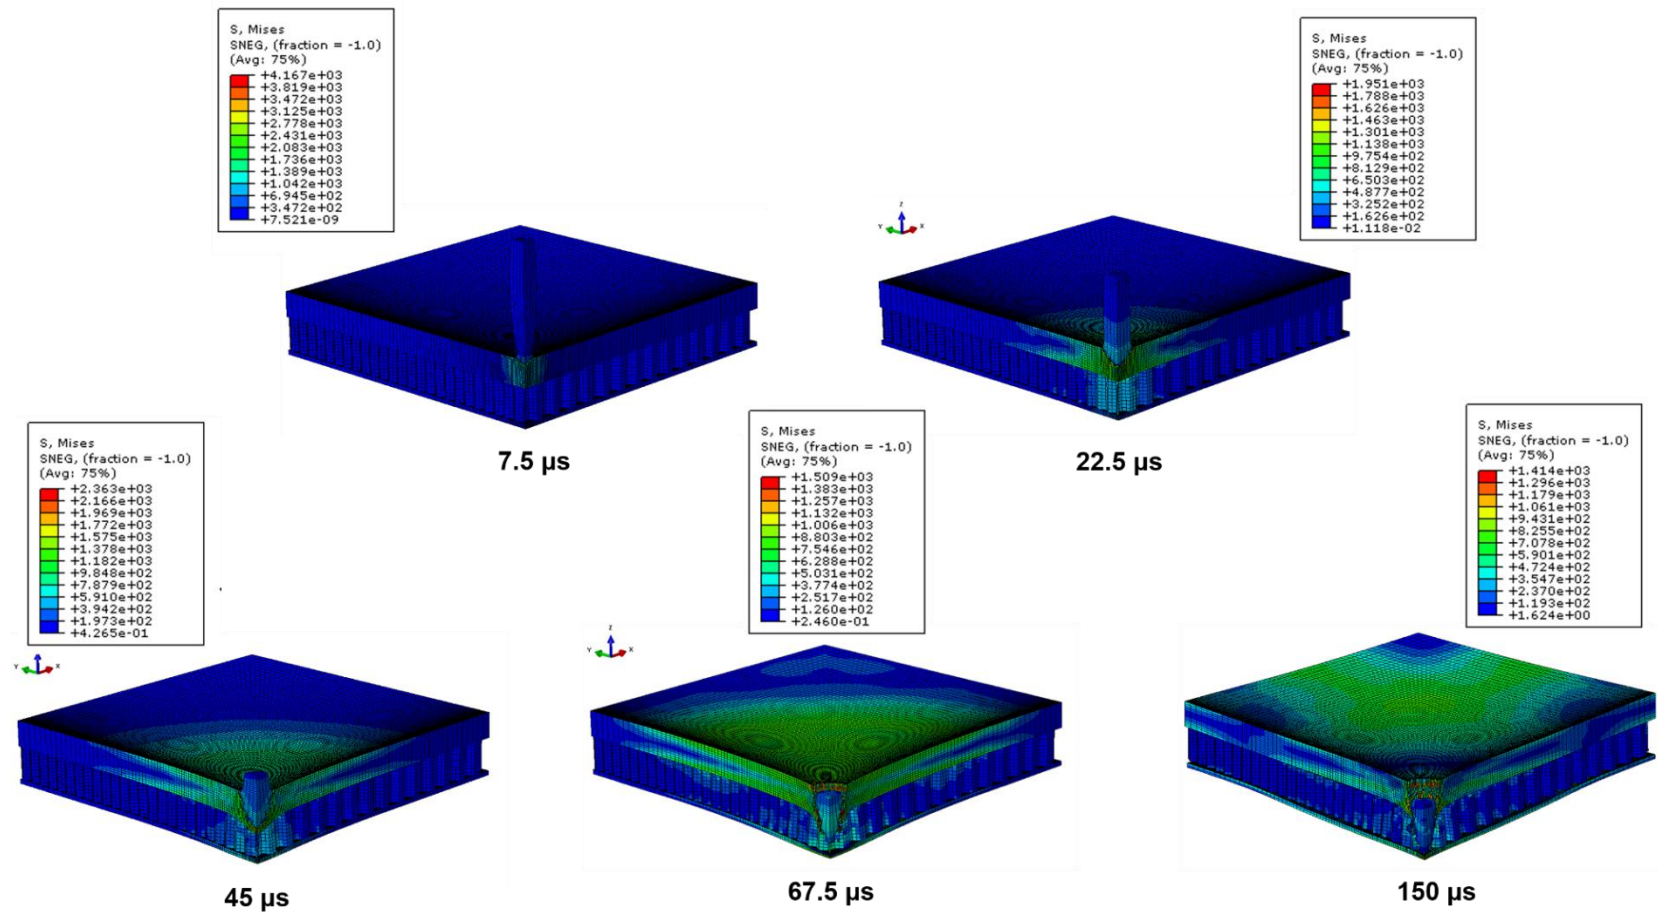 S, Mises
SNEG, (fraction = -1.0)
(Avg: 75%)
+4.167e+03
+3.819e+03
+3.472e+03
+3.125e+03
+2.778e+03
+2.431e+03
+2.083e+03
+1.736e+03
+1.389e+03
+1.042e+03
+6.945e+02
+3.472e+02
+7.521e-09
S, Mises
SNEG, (fraction = -1.0)
(Avg: 75%)
+1.951e+03
+1.788e+03
+1.626e+03
+1.463e+03
+1.301e+03
+1.138e+03
+9.754e+02
+8.129e+02
+6.503e+02
+4.877e+02
+3.252e+02
+1.626e+02
+1.118e-02
Z
Y
X
7.5 µs
22.5 µs
S, Mises
SNEG, (fraction = -1.0)
(Avg: 75%)
+2.363e+03
+2.166e+03
+1.969e+03
+1.772e+03
+1.575e+03
+1.378e+03
+1.182e+03
+9.848e+02
+7.879e+02
+5.910e+02
+3.942e+02
+1.973e+02
+4.265e-01
Y
X
S, Mises
SNEG, (fraction = -1.0)
(Avg: 75%)
+1.509e+03
+1.383e+03
+1.257e+03
+1.132e+03
+1.006e+03
+8.803e+02
+7.546e+02
+6.288e+02
+5.031e+02
+3.774e+02
+2.517e+02
+1.260e+02
+2.460e-01
Z
Y
X
S, Mises
SNEG, (fraction = -1.0)
(Avg: 75%)
+1.414e+03
+1.296e+03
+1.179e+03
+1.061e+03
+9.431e+02
+8.255e+02
+7.078e+02
+5.901e+02
+4.724e+02
+3.547e+02
+2.370e+02
+1.193e+02
+1.624e+00
45 µs
67.5 µs
150 µs